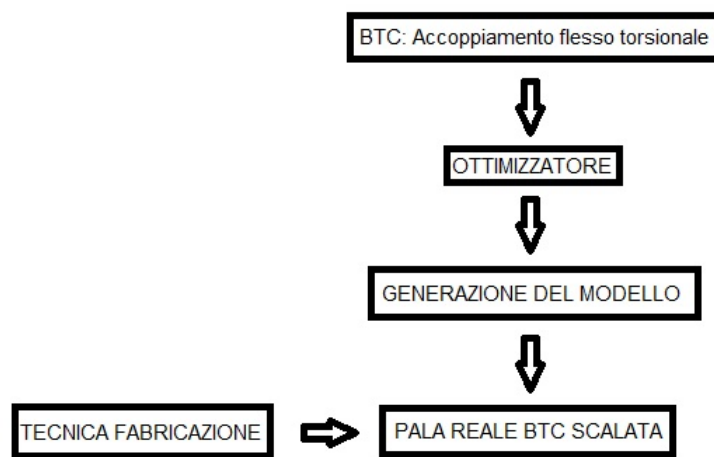 BTC: Accoppiamento flesso torsionale
OTTIMIZZATORE
GENERAZIONE DEL MODELLO
TECNICA FABRICAZIONE
PALA REALE BTC SCALATA